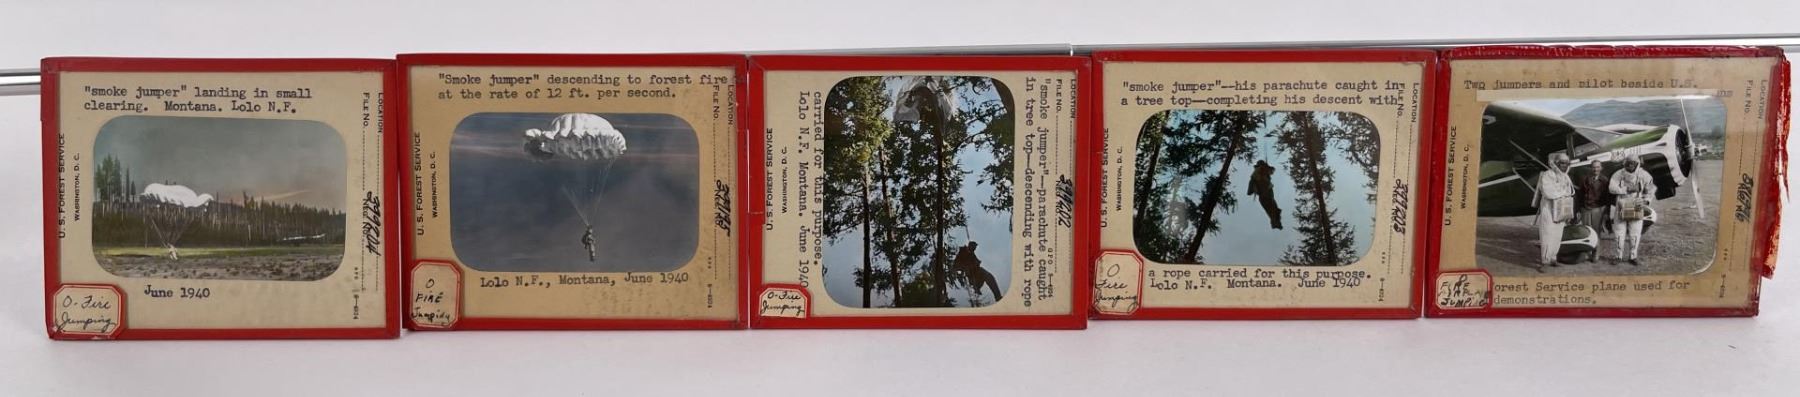 "smoke jumper" landing in small
clearing. Montana. Lolo N.F.
June 1940
U. S. FOREST SERVICE
WASHINGTON, D. C.
LOCATION
FILE NO.
O-Fire
Jumping
"Smoke jumper" descending to forest fire
at the rate of 12 ft. per second.
Lolo N.F., Montana, June 1940
U. S. FOREST SERVICE
WASHINGTON, D. C.
LOCATION
FILE NO.
O
FIRE
Jumping
"smoke jumper"—parachute caught
in tree top—descending with rope
carried for this purpose.
Lolo N.F. Montana. June 1940
U. S. FOREST SERVICE
WASHINGTON, D. C.
LOCATION
FILE NO.
O-Fire
Jumping
"smoke jumper"--his parachute caught in
a tree top—completing his descent with
a rope carried for this purpose.
Lolo N.F. Montana. June 1940
U. S. FOREST SERVICE
WASHINGTON, D. C.
LOCATION
FILE NO.
O
Fire
Jumping
Two jumpers and pilot beside U.S.
Forest Service plane used for
demonstrations.
U. S. FOREST SERVICE
WASHINGTON, D. C.
LOCATION
FILE NO.
FIRE
JUMPING